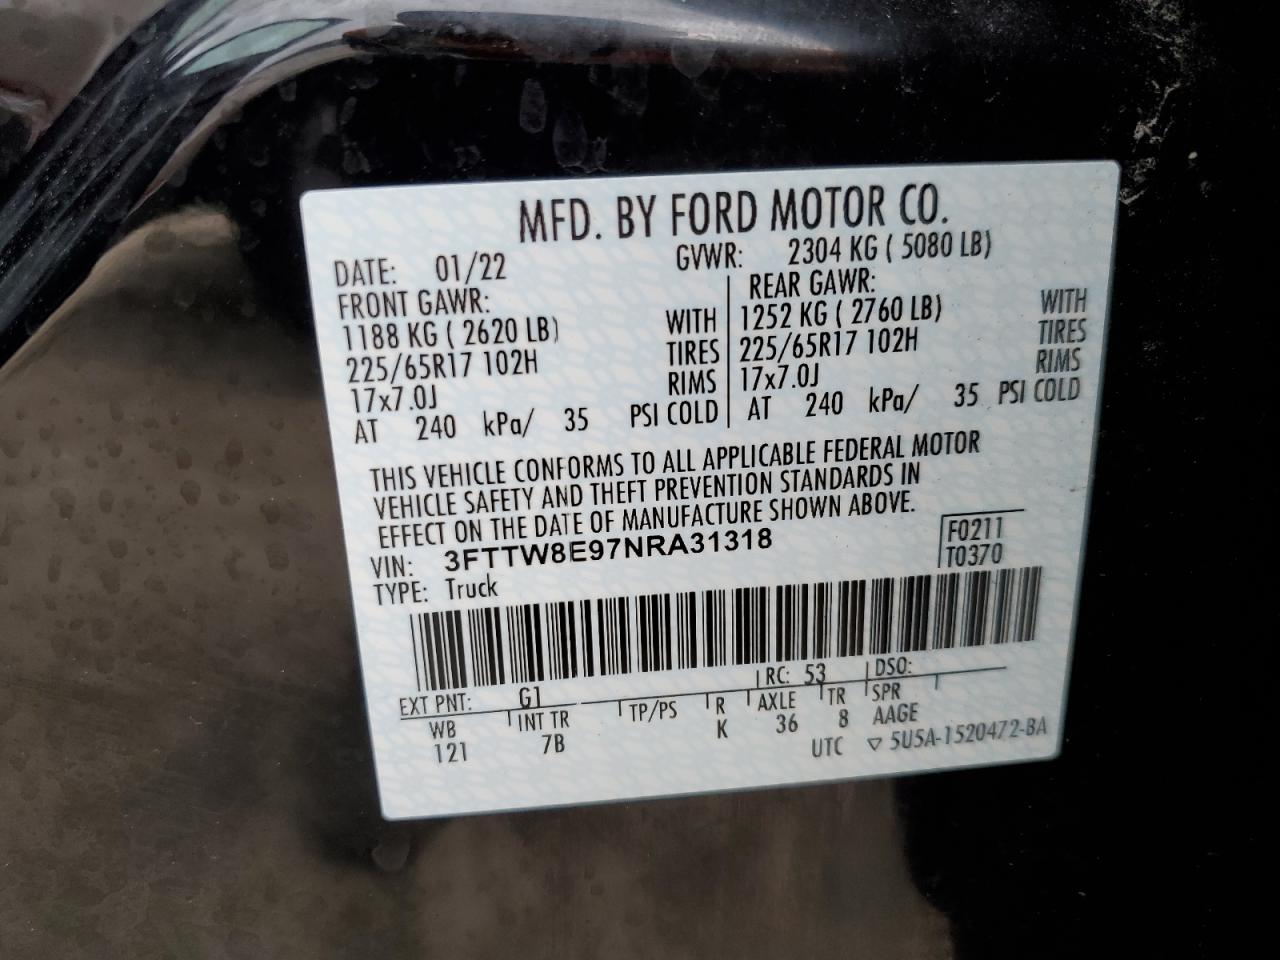 MFD. BY FORD MOTOR CO.
DATE: 01/22 GVWR: 2304 KG ( 5080 LB)
FRONT GAWR: REAR GAWR:
1188 KG ( 2620 LB) WITH 1252 KG ( 2760 LB) WITH
225/65R17 102H TIRES 225/65R17 102H TIRES
17x7.0J RIMS 17x7.0J RIMS
AT 240 kPa/ 35 PSI COLD AT 240 kPa/ 35 PSI COLD
THIS VEHICLE CONFORMS TO ALL APPLICABLE FEDERAL MOTOR
VEHICLE SAFETY AND THEFT PREVENTION STANDARDS IN
EFFECT ON THE DATE OF MANUFACTURE SHOWN ABOVE.
VIN: 3FTTW8E97NRA31318 F0211
TYPE: Truck T0370
EXT PNT: G1 RC: 53 DSO:
WB INT TR TP/PS R AXLE TR SPR
121 7B K 36 8 AAGE
UTC ▽ 5U5A-1520472-BA